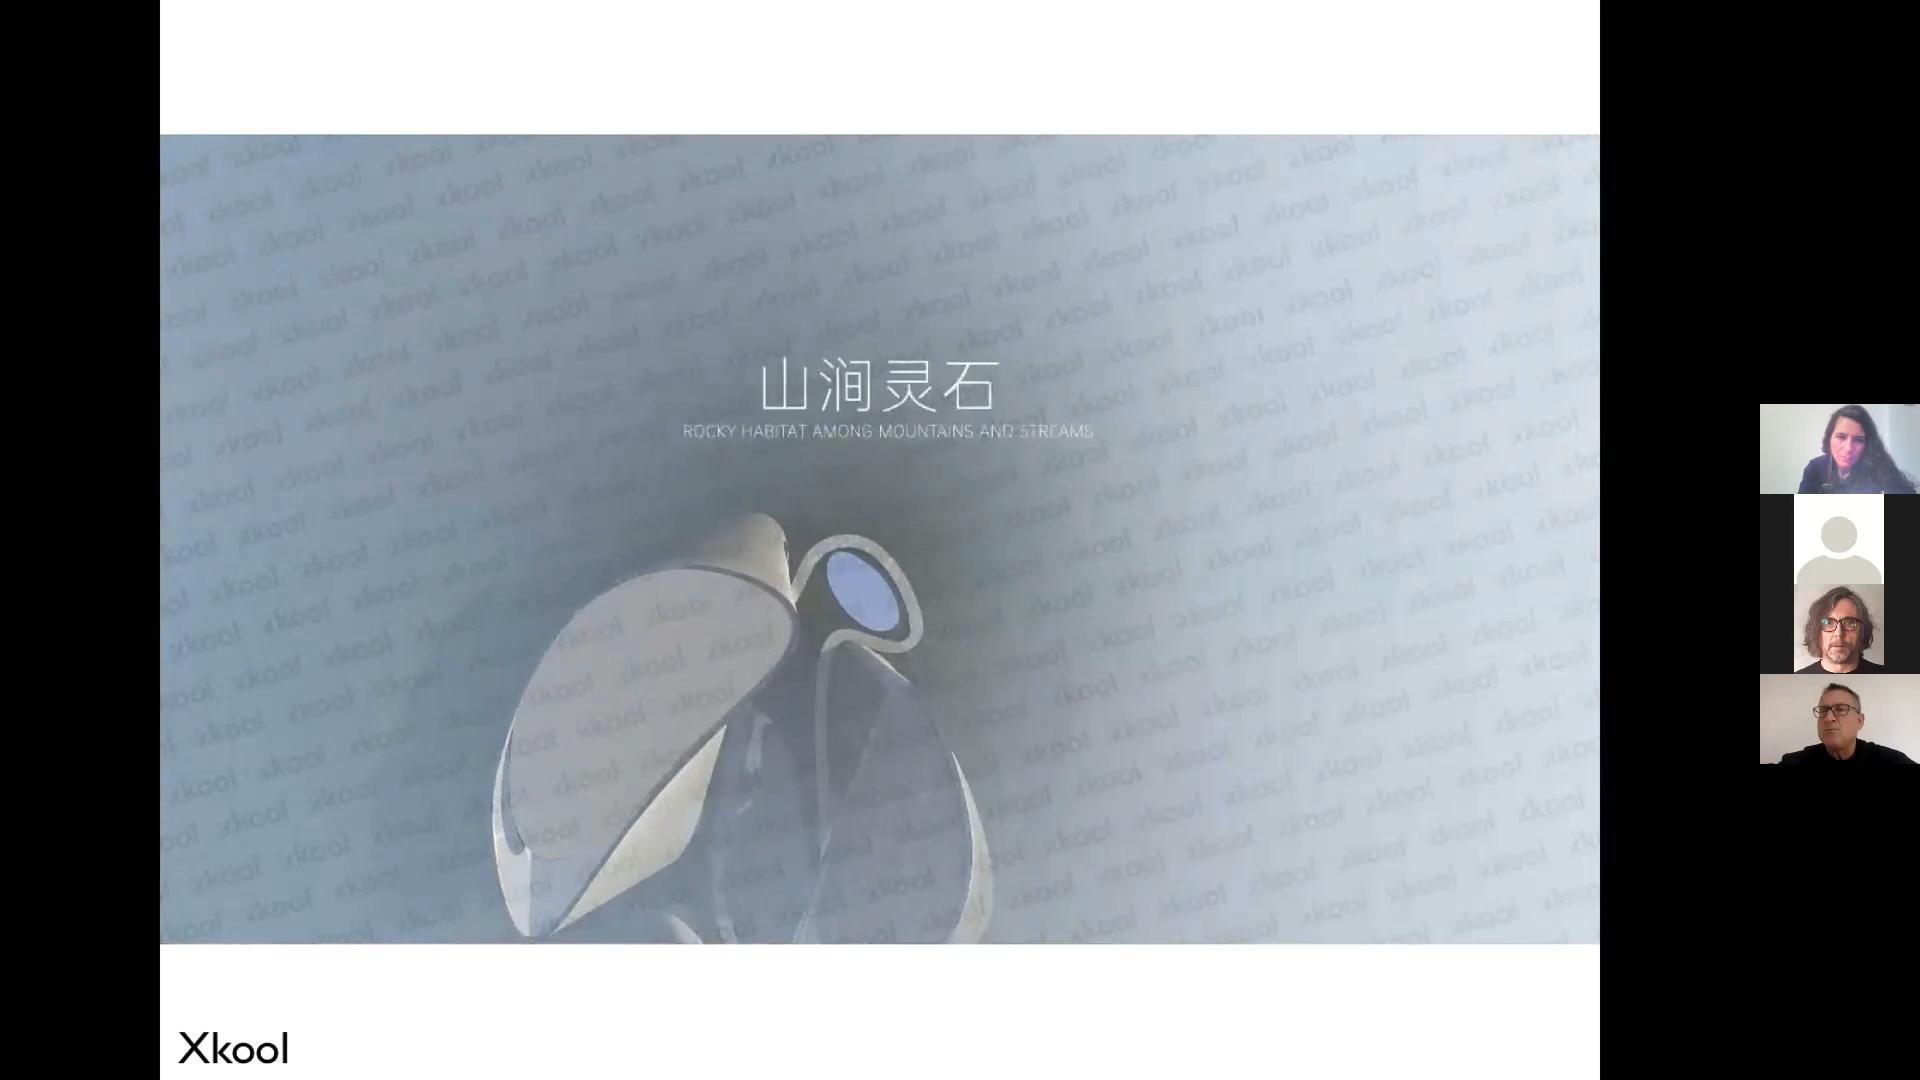 山涧灵石
ROCKY HABITAT AMONG MOUNTAINS AND STREAMS
Xkool